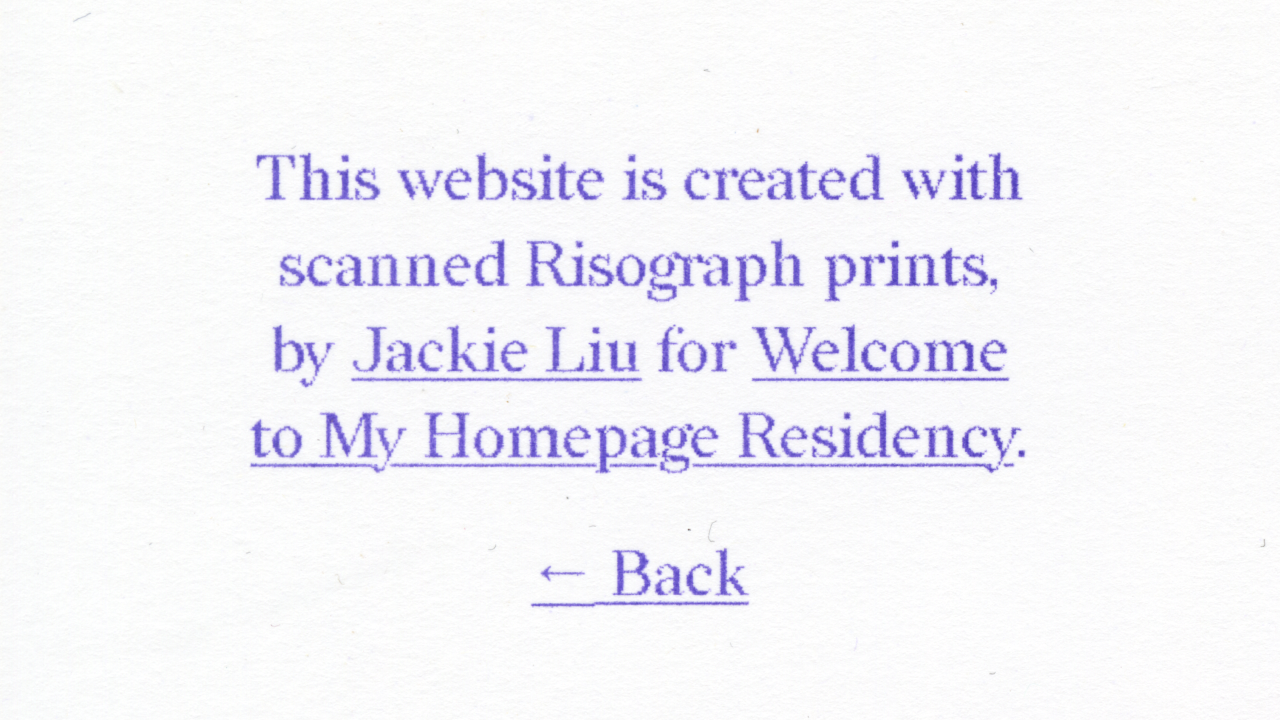 This website is created with
scanned Risograph prints,
by Jackie Liu for Welcome
to My Homepage Residency.
← Back